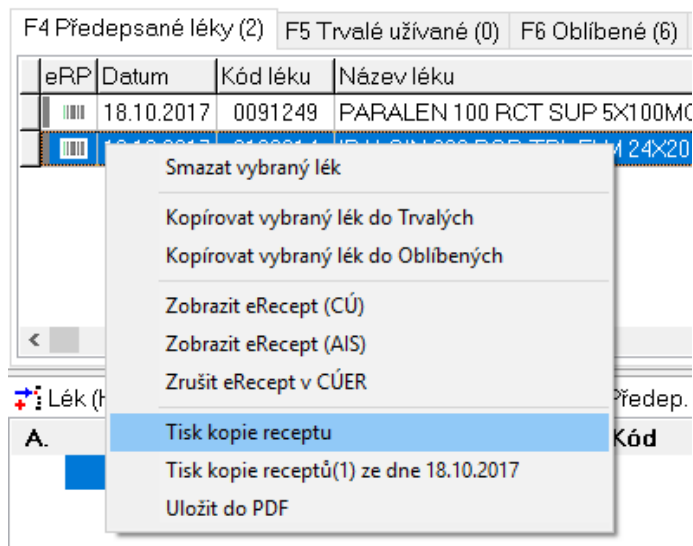 F4 Předepsané léky (2) F5 Trvalé užívané (0) F6 Oblíbené (6)
eRP Datum Kód léku Název léku
18.10.2017 0091249 PARALEN 100 RCT SUP 5X100M
24X20
Smazat vybraný lék
Kopírovat vybraný lék do Trvalých
Kopírovat vybraný lék do Oblíbených
Zobrazit eRecept (CÚ)
Zobrazit eRecept (AIS)
Zrušit eRecept v CÚER
Lék ( Předep.
Tisk kopie receptu
A. Kód
Tisk kopie receptů(1) ze dne 18.10.2017
Uložit do PDF